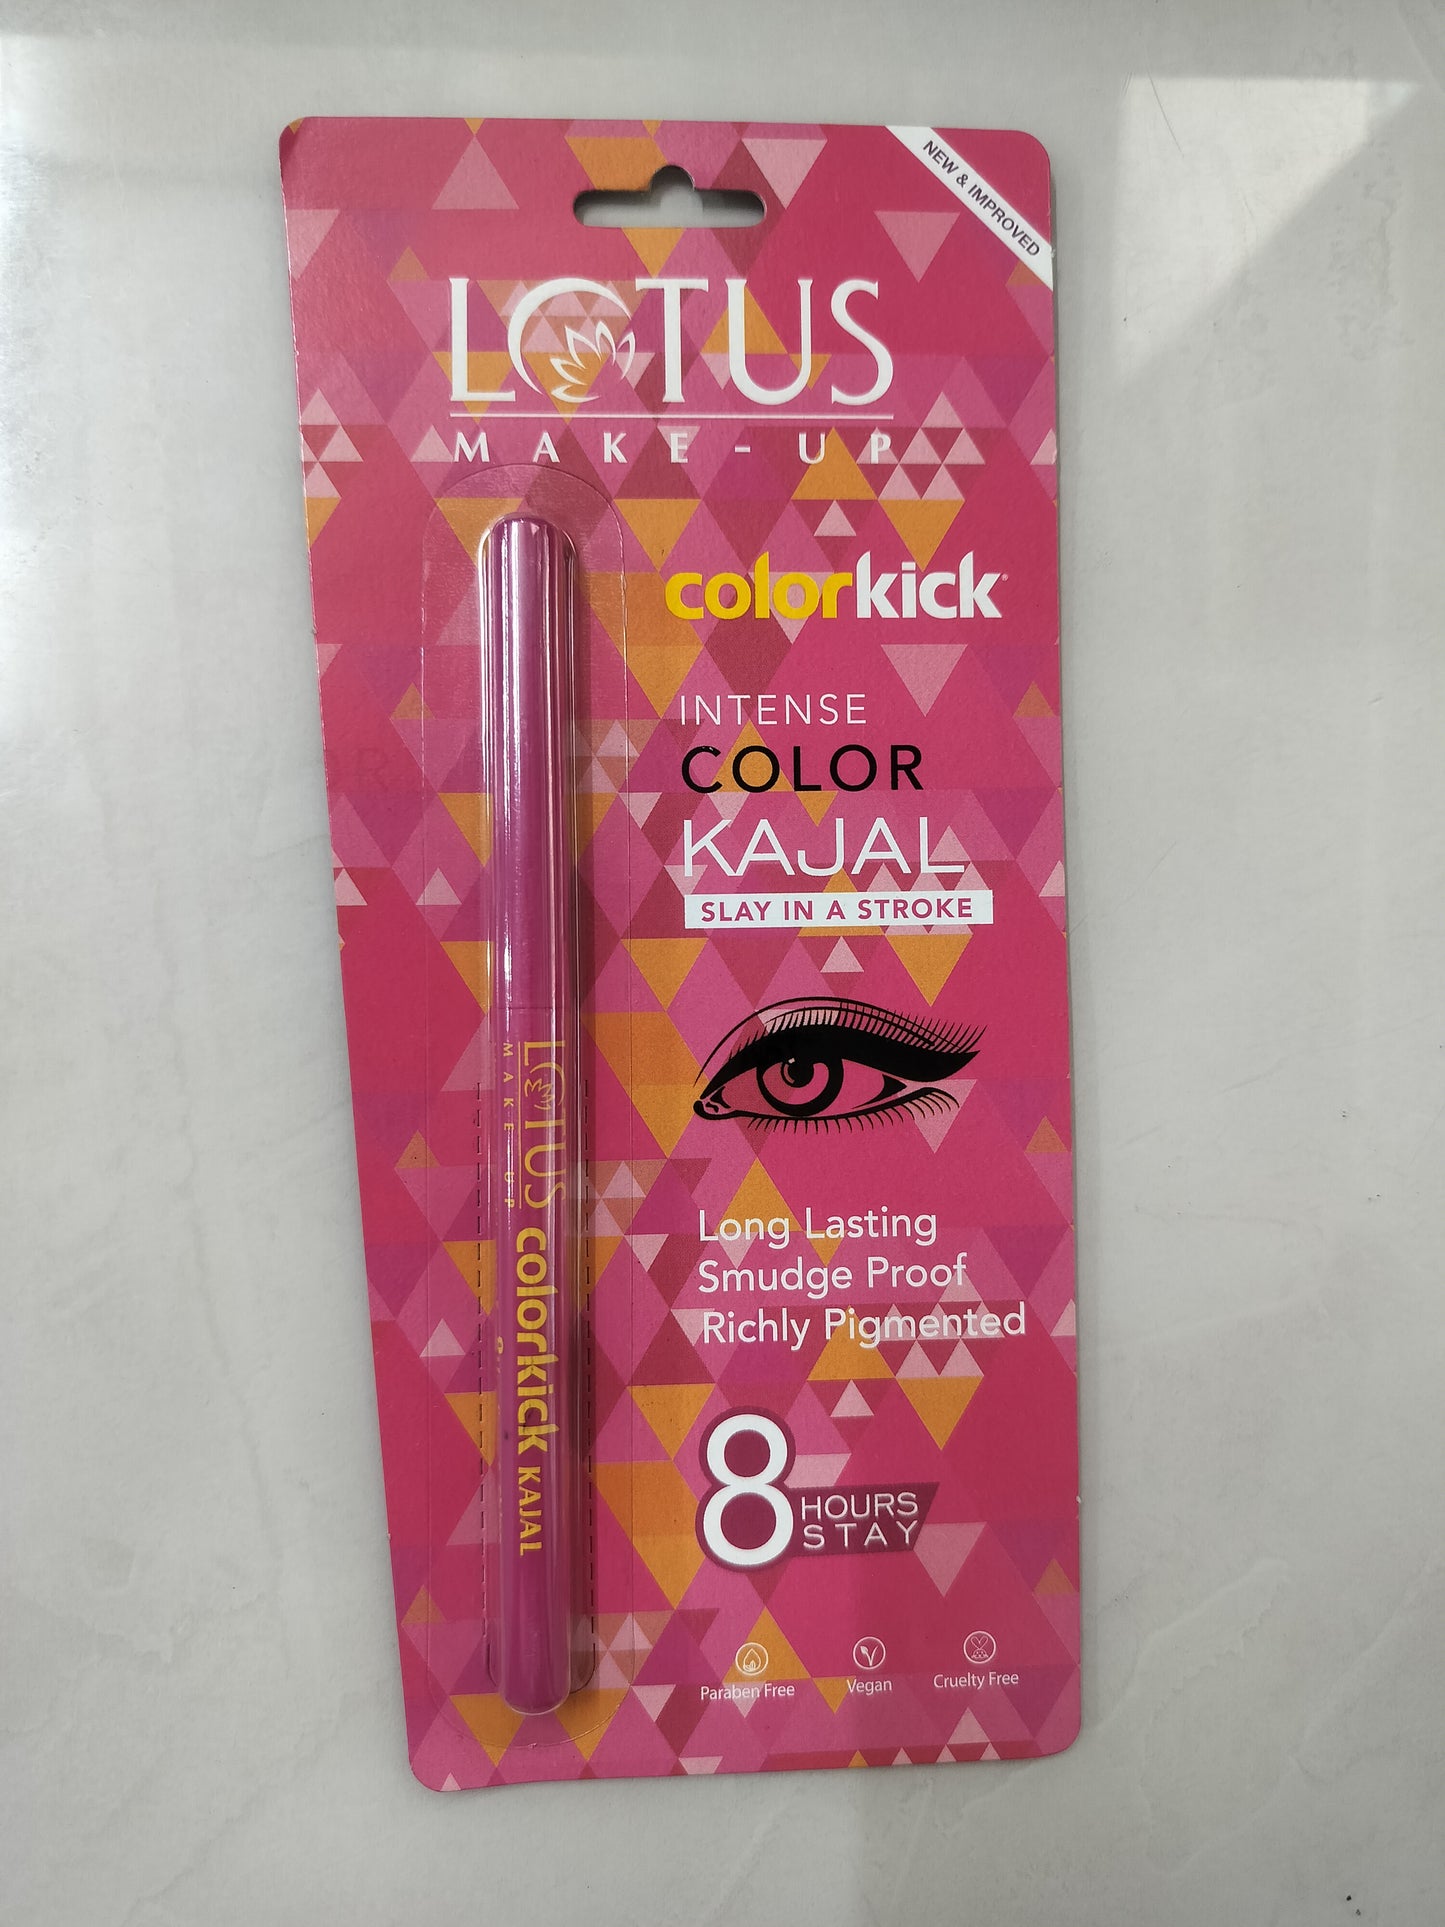 NEW & IMPROVED
LOTUS
MAKE-UP
colorkick
INTENSE
COLOR
KAJAL
SLAY IN A STROKE
LOTUS
MAKE-UP
colorkick KAJAL
Long Lasting
Smudge Proof
Richly Pigmented
8 HOURS
STAY
Paraben Free
Vegan
Cruelty Free